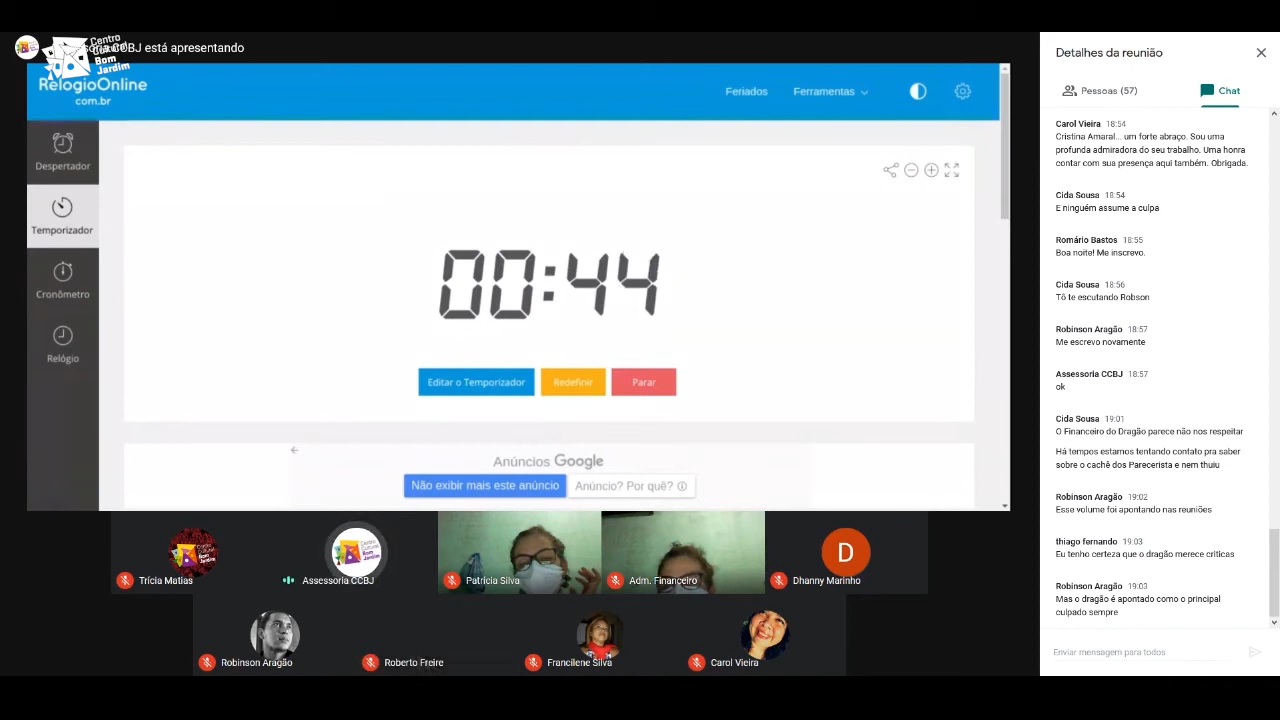 CCBJ está apresentando
Centro
Cultural
Bom
Jardim
RelogioOnline
com.br
Feriados
Ferramentas
Despertador
Temporizador
Cronômetro
Relógio
00:44
Editar o Temporizador
Redefinir
Parar
Anúncios Google
Não exibir mais este anúncio
Anúncio? Por quê?
Trícia Matias
Assessoria CCBJ
Patrícia Silva
Adm. Financeiro
D
Dhanny Marinho
Robinson Aragão
Roberto Freire
Francilene Silva
Carol Vieira
Detalhes da reunião
Pessoas (57)
Chat
Carol Vieira 18:54
Cristina Amaral... um forte abraço. Sou uma
profunda admiradora do seu trabalho. Uma honra
contar com sua presença aqui também. Obrigada.
Cida Sousa 18:54
E ninguém assume a culpa
Romário Bastos 18:55
Boa noite! Me inscrevo.
Cida Sousa 18:56
Tô te escutando Robson
Robinson Aragão 18:57
Me escrevo novamente
Assessoria CCBJ 18:57
ok
Cida Sousa 19:01
O Financeiro do Dragão parece não nos respeitar
Há tempos estamos tentando contato pra saber
sobre o cachê dos Parecerista e nem thuiu
Robinson Aragão 19:02
Esse volume foi apontando nas reuniões
thiago fernando 19:03
Eu tenho certeza que o dragão merece criticas
Robinson Aragão 19:03
Mas o dragão é apontado como o principal
culpado sempre
Enviar mensagem para todos